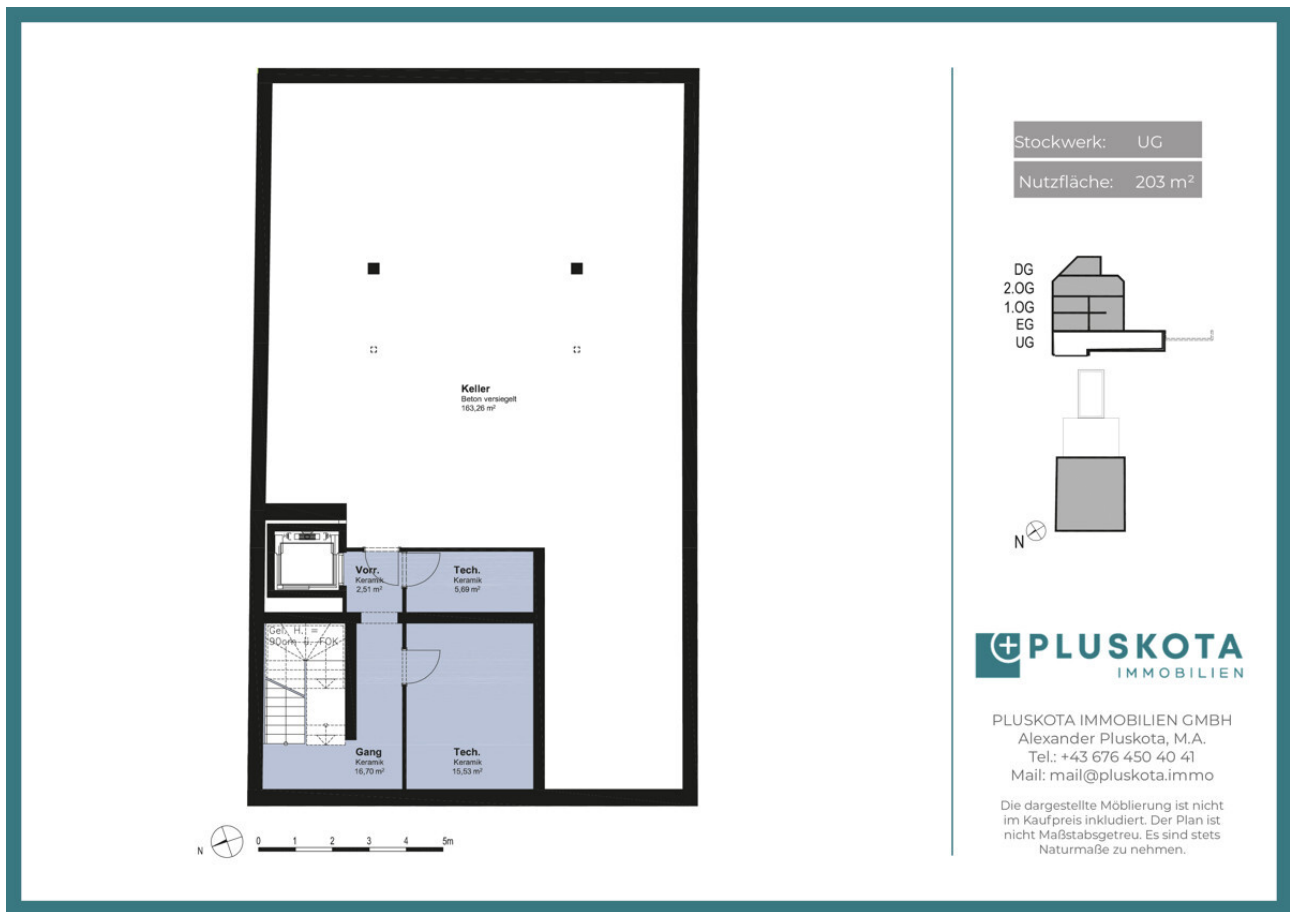 Keller
Beton versiegelt
163,26 m²
Vorr.
Keramik
2,51 m²
Tech.
Keramik
5,69 m²
Gel. H. =
90cm ü. FOK
Gang
Keramik
16,70 m²
Tech.
Keramik
15,53 m²
N
0 1 2 3 4 5m
Stockwerk: UG
Nutzfläche: 203 m²
DG
2.OG
1.OG
EG
UG
N
PLUSKOTA
IMMOBILIEN
PLUSKOTA IMMOBILIEN GMBH
Alexander Pluskota, M.A.
Tel.: +43 676 450 40 41
Mail: mail@pluskota.immo
Die dargestellte Möblierung ist nicht
im Kaufpreis inkludiert. Der Plan ist
nicht Maßstabsgetreu. Es sind stets
Naturmaße zu nehmen.